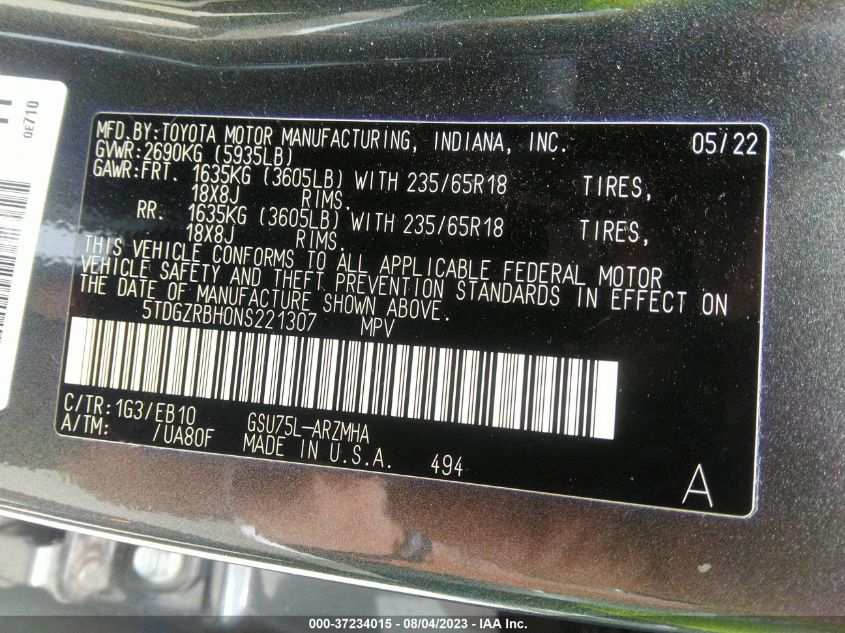 0E710
MFD.BY:TOYOTA MOTOR MANUFACTURING, INDIANA, INC. 05/22
GVWR:2690KG (5935LB)
GAWR:FRT. 1635KG (3605LB) WITH 235/65R18 TIRES,
18X8J RIMS.
RR. 1635KG (3605LB) WITH 235/65R18 TIRES,
18X8J RIMS.
THIS VEHICLE CONFORMS TO ALL APPLICABLE FEDERAL MOTOR
VEHICLE SAFETY AND THEFT PREVENTION STANDARDS IN EFFECT ON
THE DATE OF MANUFACTURE SHOWN ABOVE.
5TDGZRBH0NS221307 MPV
C/TR:1G3/EB10 GSU75L-ARZMHA
A/TM: /UA80F MADE IN U.S.A. 494
A
000-37234015 - 08/04/2023 - IAA Inc.